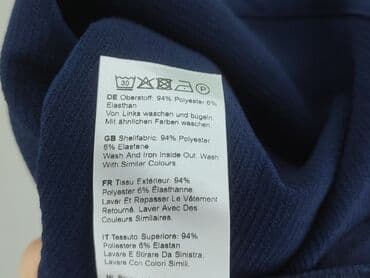 30 P
DE Oberstoff: 94% Polyester 6%
Elasthan
Von Links waschen und bügeln
Mit ähnlichen Farben waschen
GB Shellfabric: 94% Polyester
6% Elastane
Wash And Iron Inside Out. Wash
With Similer Colours
FR Tissu Extérieur: 94%
Polyester 6% Élasthanne
Laver Et Repasser Le Vêtement
Retourné. Laver Avec Des
Couleurs Similaires.
IT Tessuto Superiore: 94%
Poliestere 6% Elastan
Lavare E Stirare Da Sinistra.
Lavare Con Colori Simili.